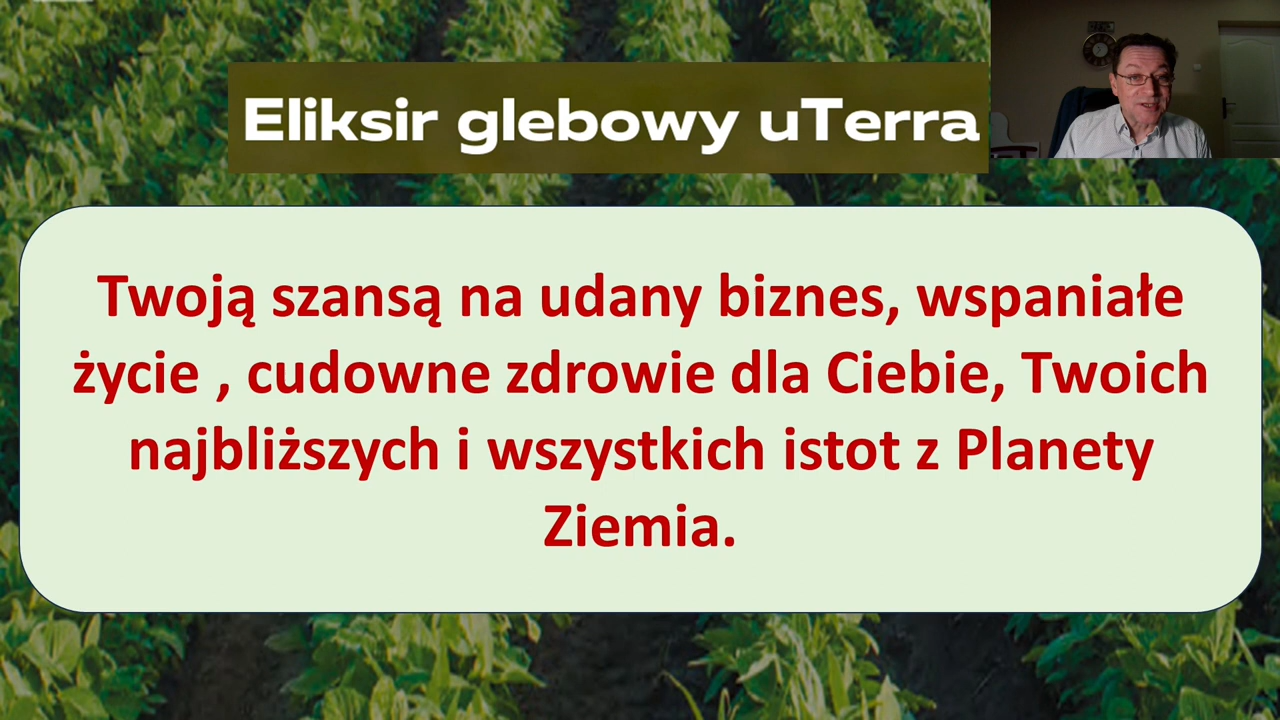 Eliksir glebowy uTerra
Twoją szansą na udany biznes, wspaniałe
życie , cudowne zdrowie dla Ciebie, Twoich
najbliższych i wszystkich istot z Planety
Ziemia.